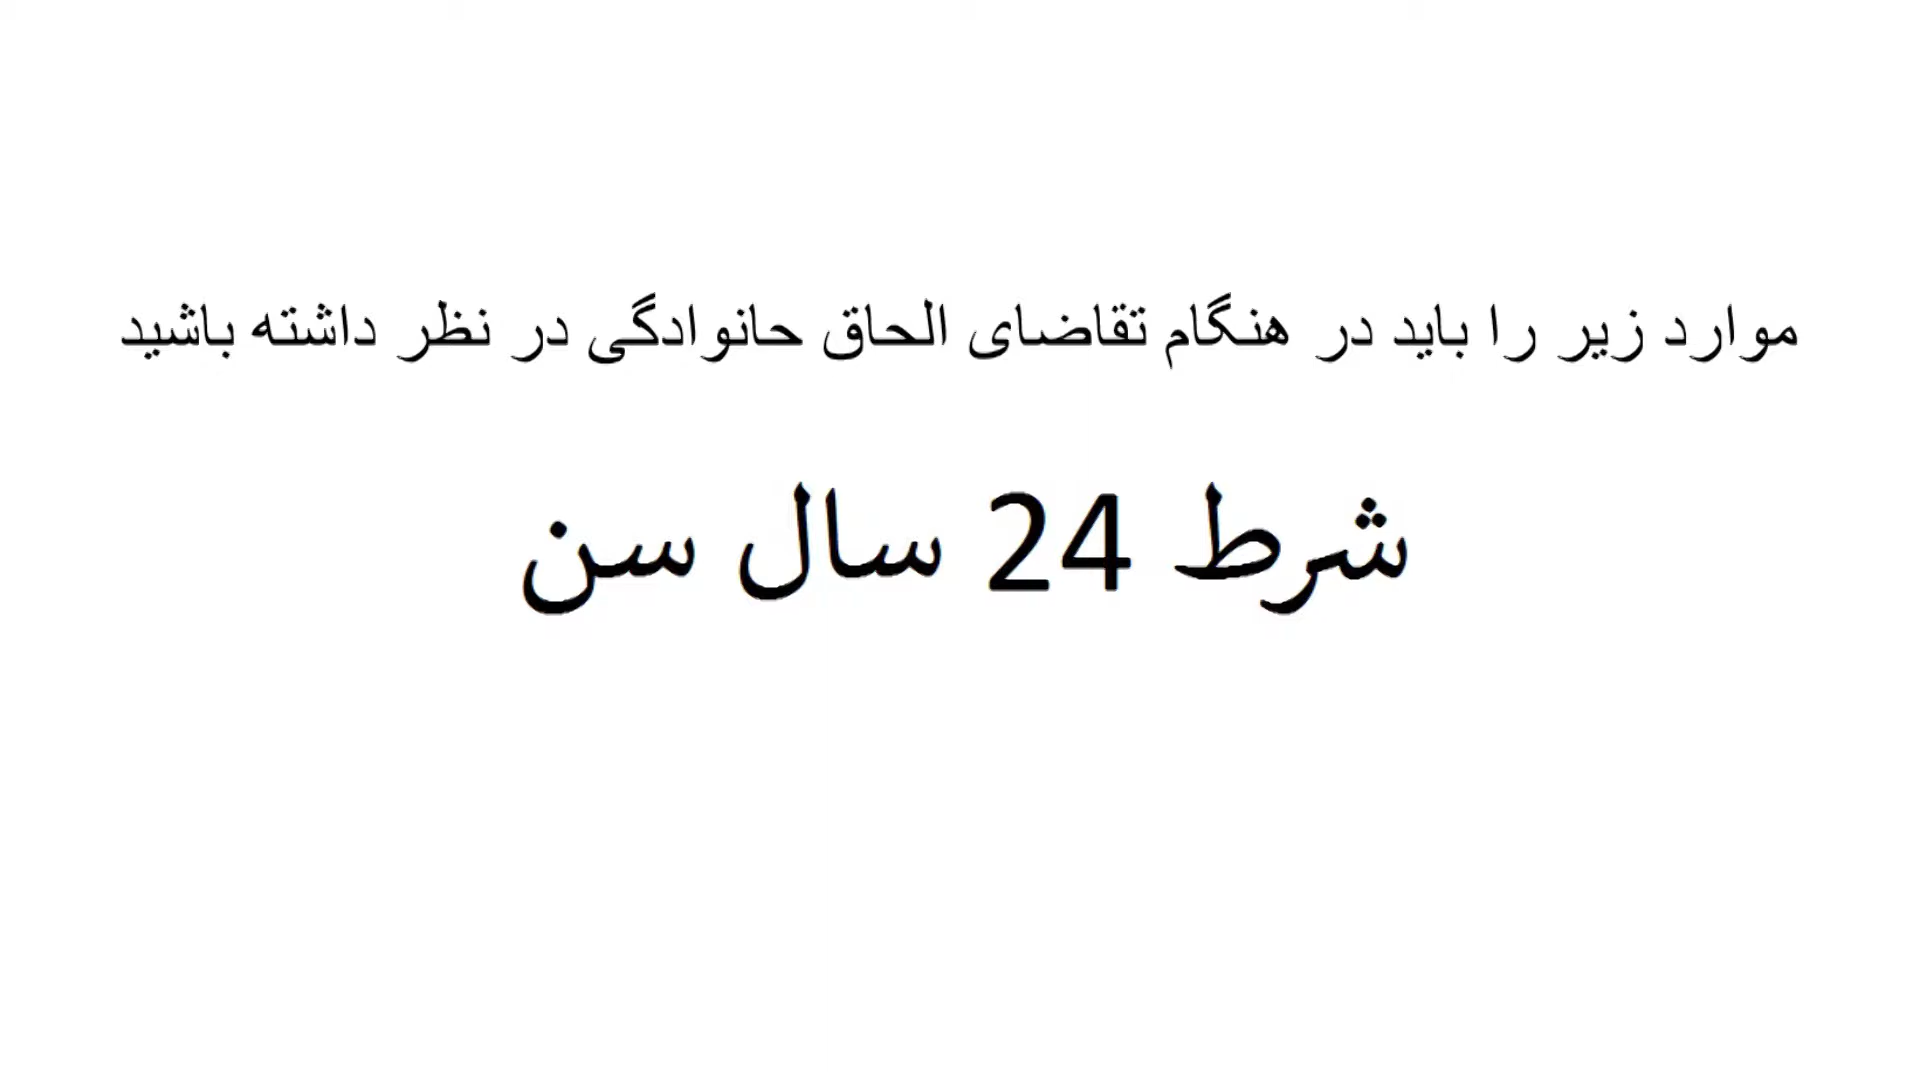 موارد زیر را باید در هنگام تقاضای الحاق حانوادگی در نظر داشته باشید
شرط 24 سال سن